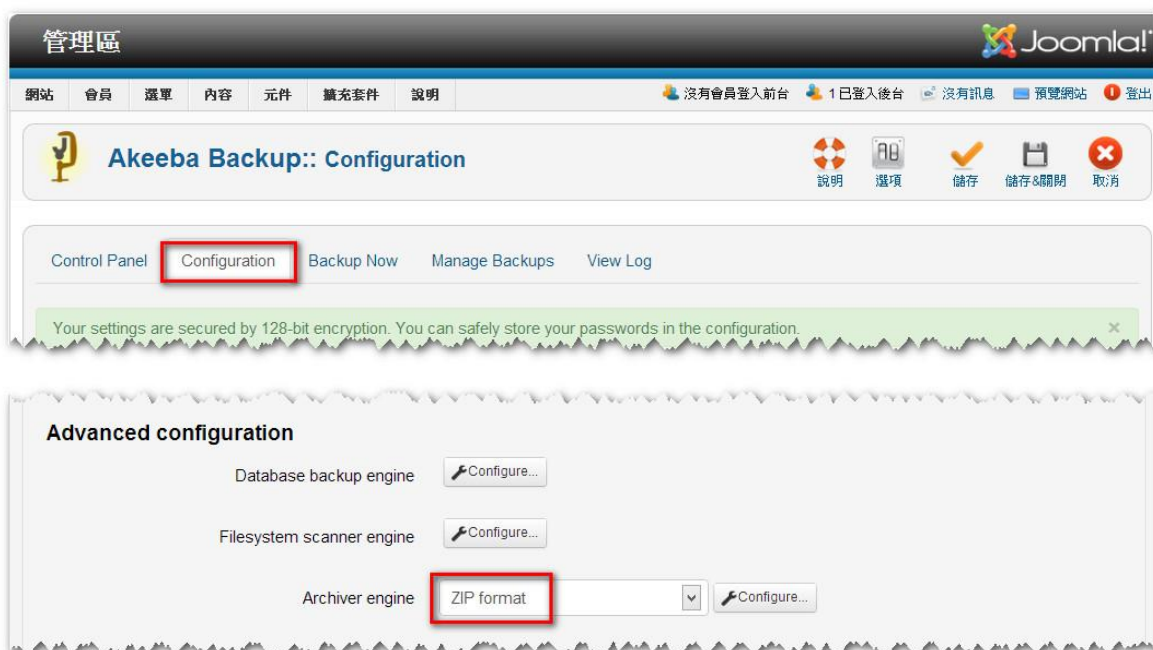 管理區 Joomla!
網站 會員 選單 內容 元件 擴充套件 說明 沒有會員登入前台 1 已登入後台 沒有訊息 預覽網站 登出
Akeeba Backup:: Configuration
說明 選項 儲存 儲存&關閉 取消
Control Panel Configuration Backup Now Manage Backups View Log
Your settings are secured by 128-bit encryption. You can safely store your passwords in the configuration. ×
Advanced configuration
Database backup engine Configure...
Filesystem scanner engine Configure...
Archiver engine ZIP format Configure...